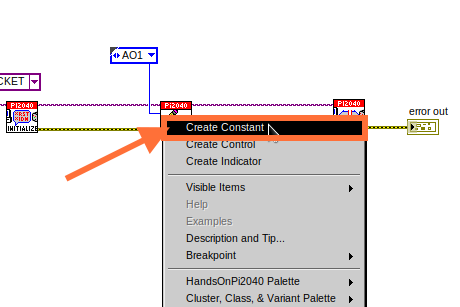 AO1
CKET
PI2040
INITIALIZE
Pi2040
PI2040
error out
Create Constant
Create Control
Create Indicator
Visible Items
Help
Examples
Description and Tip...
Breakpoint
HandsOnPi2040 Palette
Cluster, Class, & Variant Palette